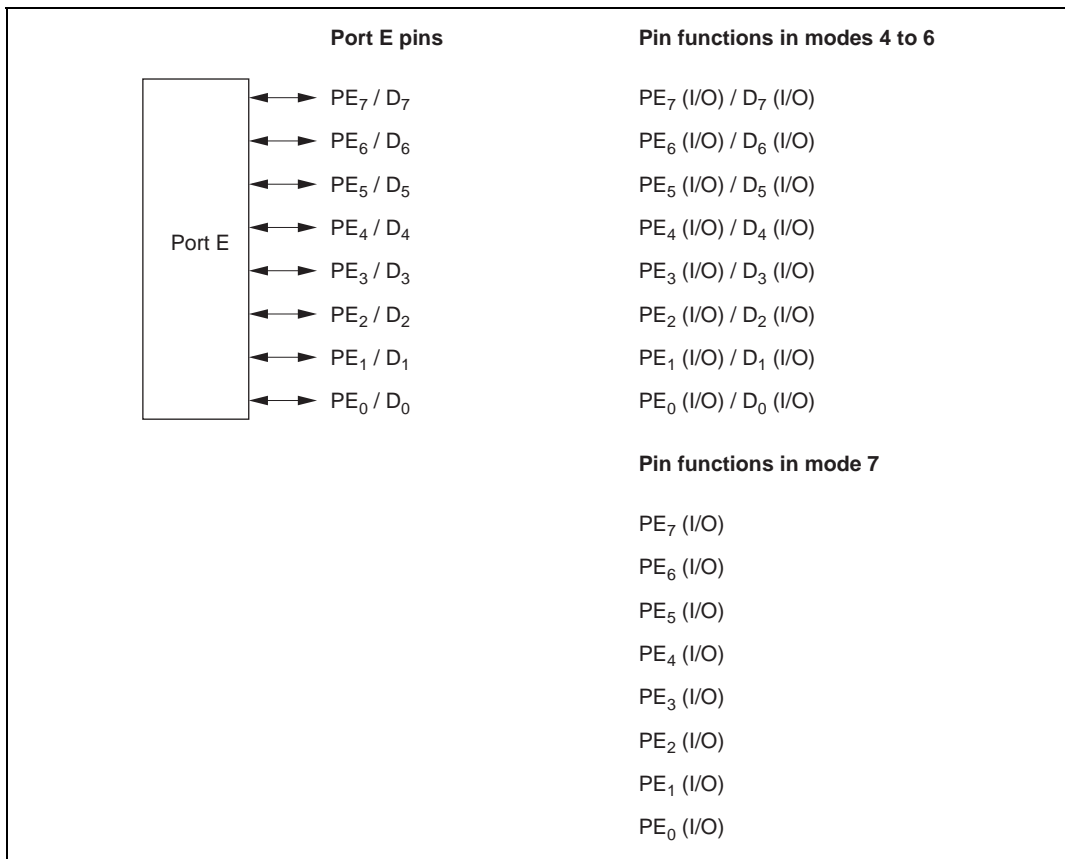 Port E pins Pin functions in modes 4 to 6
PE7 / D7 PE7 (I/O) / D7 (I/O)
PE6 / D6 PE6 (I/O) / D6 (I/O)
PE5 / D5 PE5 (I/O) / D5 (I/O)
Port E PE4 / D4 PE4 (I/O) / D4 (I/O)
PE3 / D3 PE3 (I/O) / D3 (I/O)
PE2 / D2 PE2 (I/O) / D2 (I/O)
PE1 / D1 PE1 (I/O) / D1 (I/O)
PE0 / D0 PE0 (I/O) / D0 (I/O)
Pin functions in mode 7
PE7 (I/O)
PE6 (I/O)
PE5 (I/O)
PE4 (I/O)
PE3 (I/O)
PE2 (I/O)
PE1 (I/O)
PE0 (I/O)